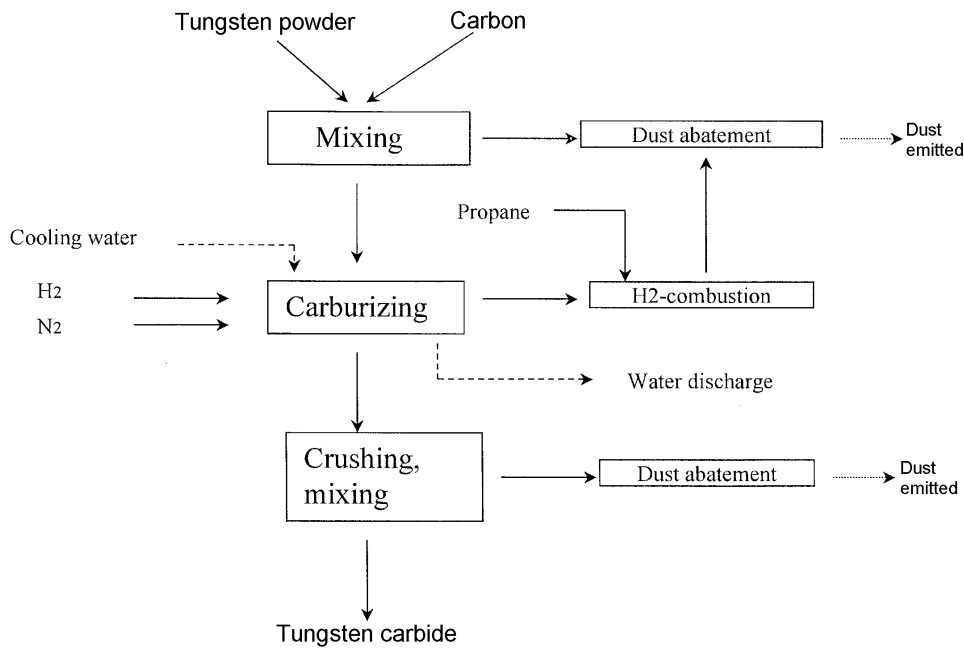 Tungsten powder
Carbon
Mixing
Dust abatement
Dust
emitted
Propane
Cooling water
H2
N2
Carburizing
H2-combustion
Water discharge
Crushing,
mixing
Dust abatement
Dust
emitted
Tungsten carbide